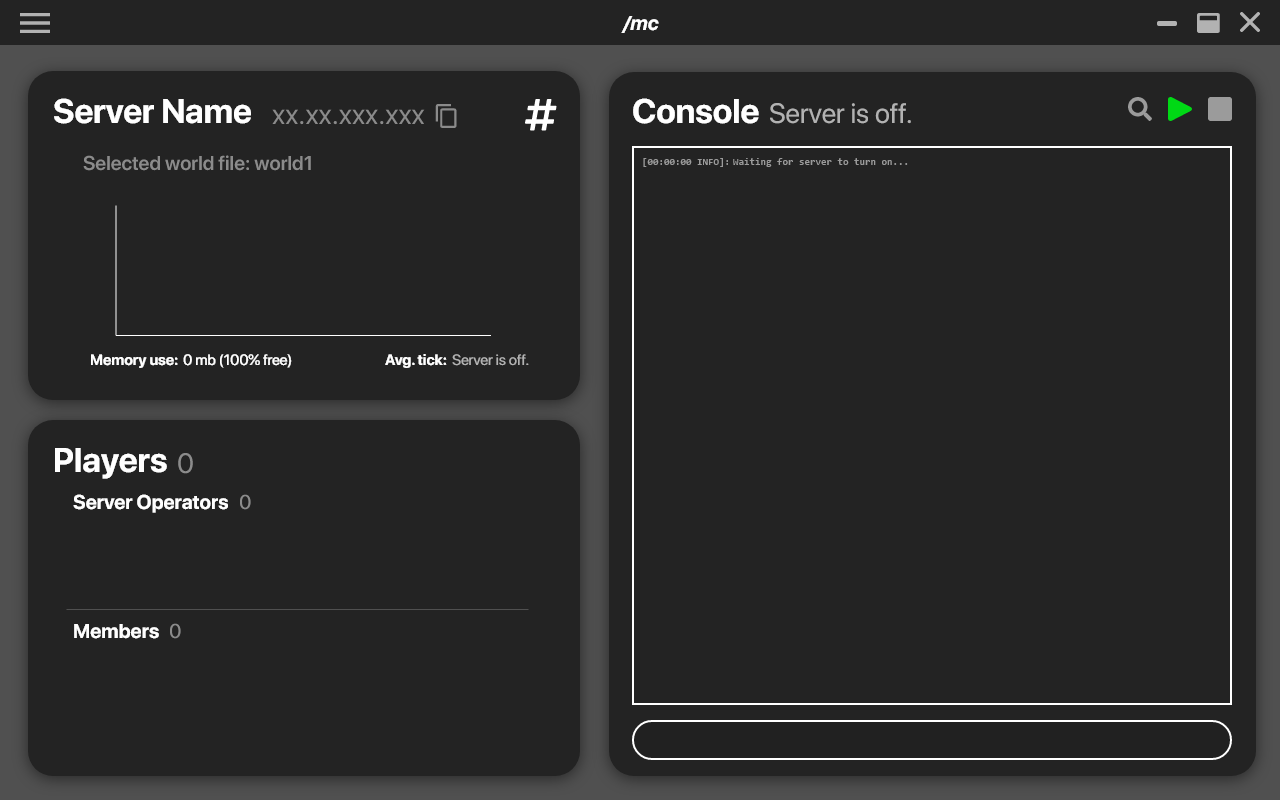 /mc
Server Name xx.xx.xxx.xxx #
Selected world file: world1
Memory use: 0 mb (100% free) Avg. tick: Server is off.
Players 0
Server Operators 0
Members 0
Console Server is off.
[00:00:00 INFO]: Waiting for server to turn on...